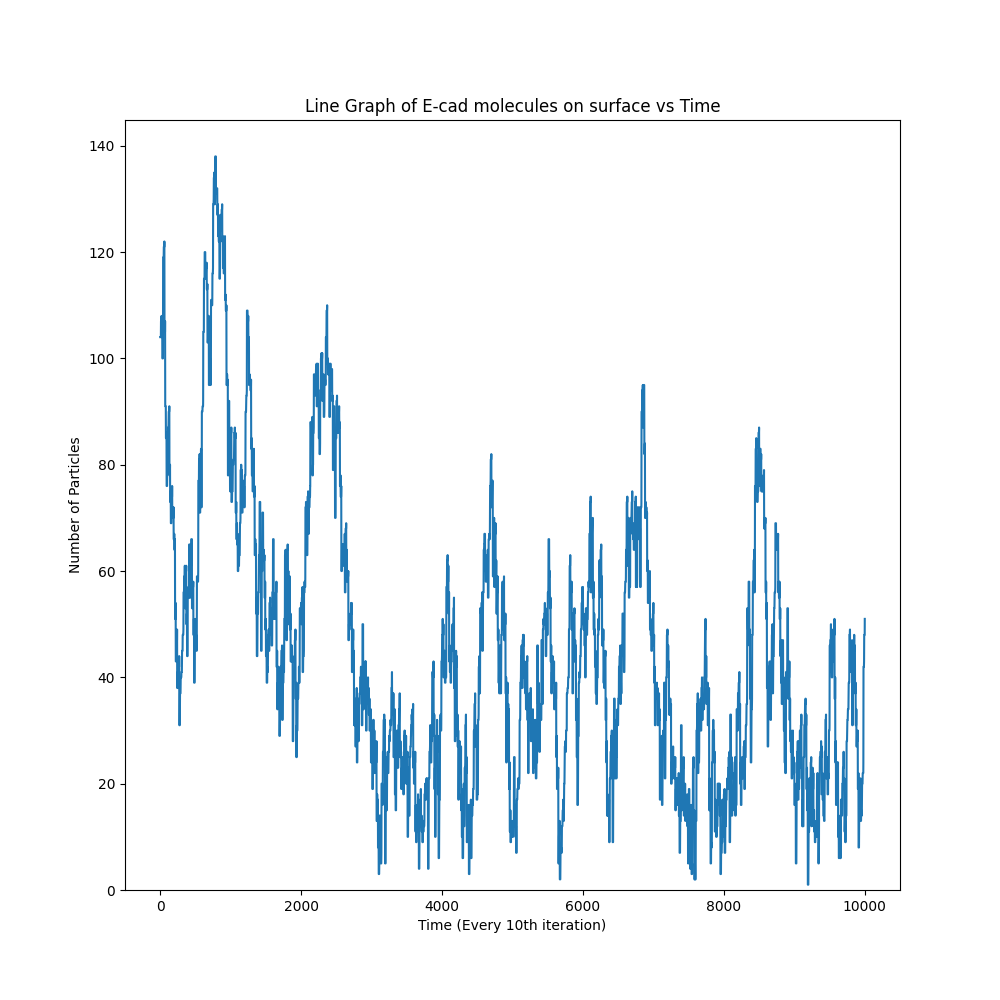 Line Graph of E-cad molecules on surface vs Time
140
120
100
80
60
40
20
0
Number of Particles
0 2000 4000 6000 8000 10000
Time (Every 10th iteration)